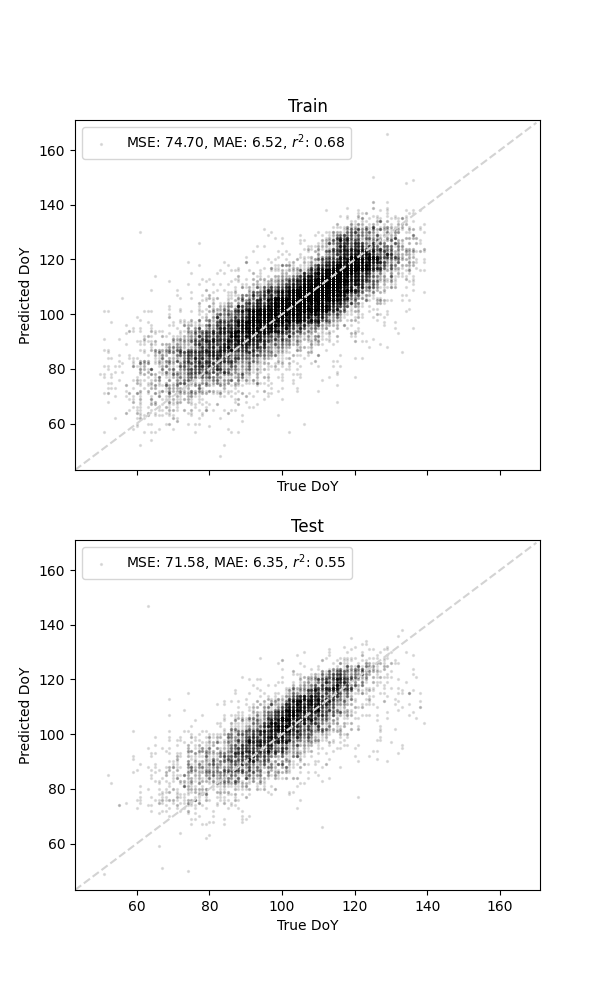 Train
MSE: 74.70, MAE: 6.52, r²: 0.68
160
140
120
100
80
60
Predicted DoY
True DoY
Test
MSE: 71.58, MAE: 6.35, r²: 0.55
160
140
120
100
80
60
Predicted DoY
60 80 100 120 140 160
True DoY